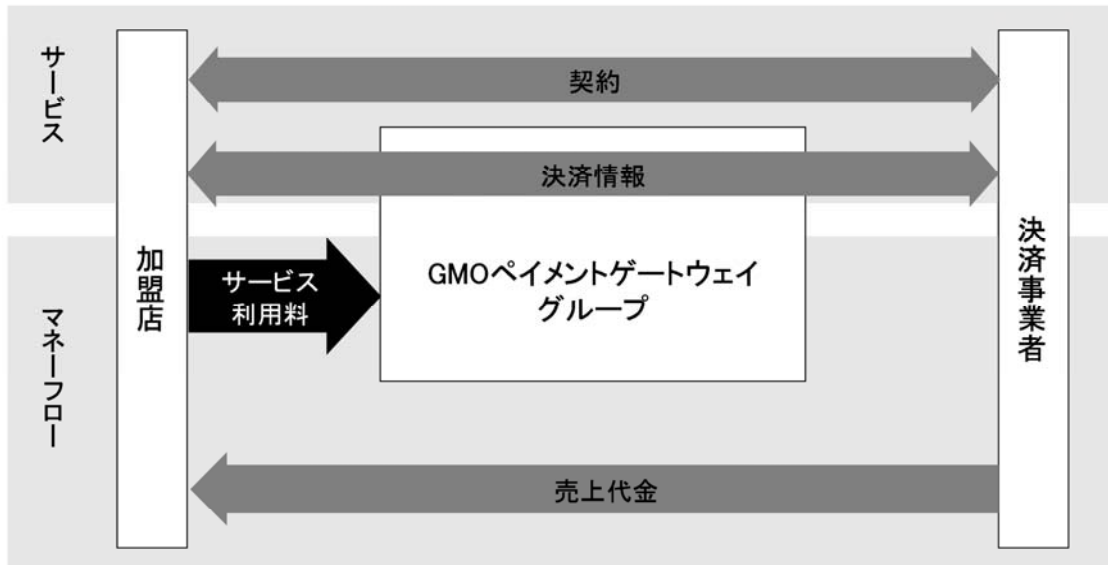 サービス
契約
決済情報
加盟店
サービス
利用料
GMOペイメントゲートウェイ
グループ
決済事業者
マネーフロー
売上代金